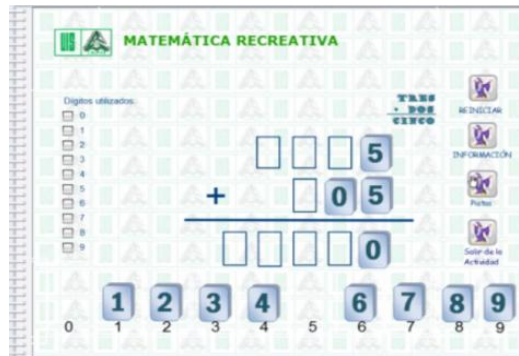 UIS
MATEMÁTICA RECREATIVA
Dígitos utilizados.
TRES
+ DOS
CINCO
REINICIAR
INFORMACIÓN
Pistas
Salir de la
Actividad
0
1
2
3
4
5
6
7
8
9
5
+ 0 5
0
1 2 3 4 6 7 8 9
0 1 2 3 4 5 6 7 8 9